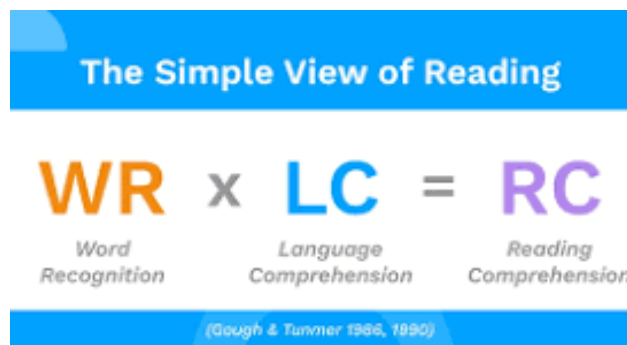 The Simple View of Reading
WR x LC = RC
Word Recognition
Language Comprehension
Reading Comprehension
(Gough & Tunmer 1986, 1990)